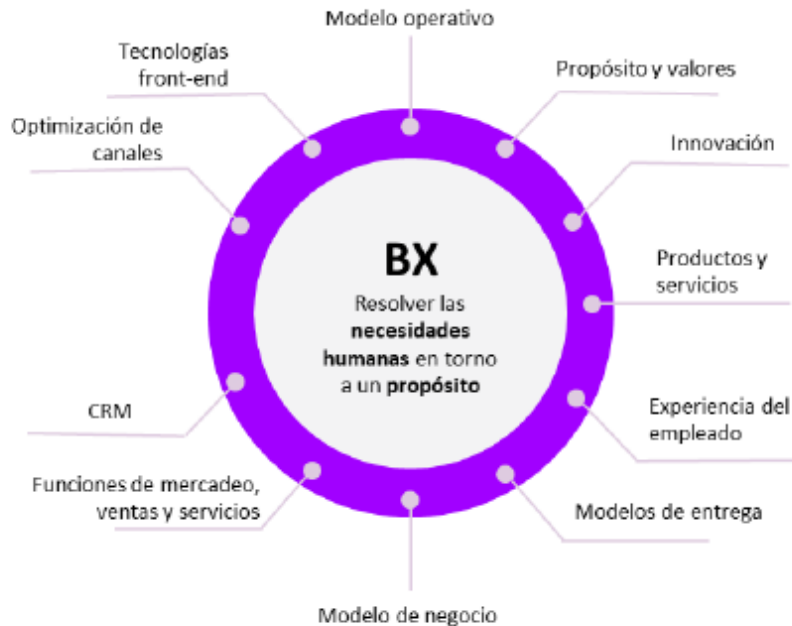 Modelo operativo
Tecnologías
front-end
Propósito y valores
Optimización de
canales
Innovación
BX
Resolver las
necesidades
humanas en torno
a un propósito
Productos y
servicios
CRM
Experiencia del
empleado
Funciones de mercadeo,
ventas y servicios
Modelos de entrega
Modelo de negocio